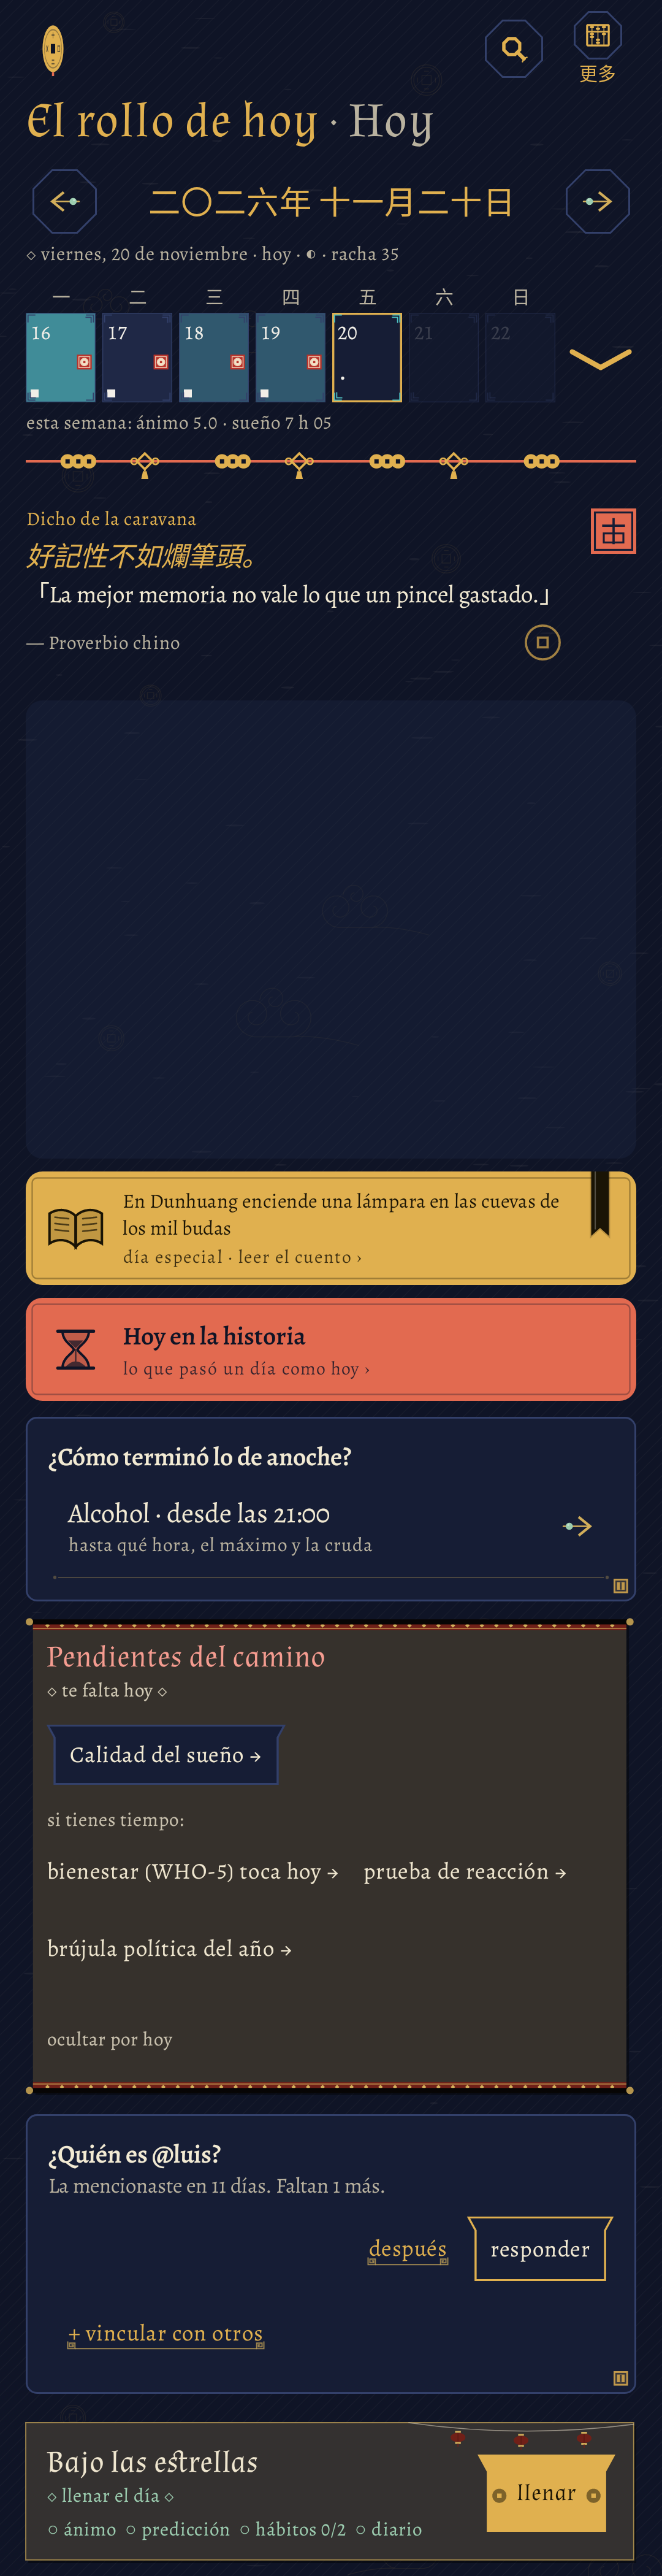 更多
El rollo de hoy · Hoy
二〇二六年 十一月二十日
◇ viernes, 20 de noviembre · hoy · ◐ · racha 35
一 二 三 四 五 六 日
16 17 18 19 20 21 22
esta semana: ánimo 5.0 · sueño 7 h 05
Dicho de la caravana
好記性不如爛筆頭。
「La mejor memoria no vale lo que un pincel gastado.」
— Proverbio chino
En Dunhuang enciende una lámpara en las cuevas de
los mil budas
día especial · leer el cuento ›
Hoy en la historia
lo que pasó un día como hoy ›
¿Cómo terminó lo de anoche?
Alcohol · desde las 21:00
hasta qué hora, el máximo y la cruda
Pendientes del camino
◇ te falta hoy ◇
Calidad del sueño →
si tienes tiempo:
bienestar (WHO-5) toca hoy → prueba de reacción →
brújula política del año →
ocultar por hoy
¿Quién es @luis?
La mencionaste en 11 días. Faltan 1 más.
después responder
+ vincular con otros
Bajo las estrellas
◇ llenar el día ◇
○ ánimo ○ predicción ○ hábitos 0/2 ○ diario
llenar